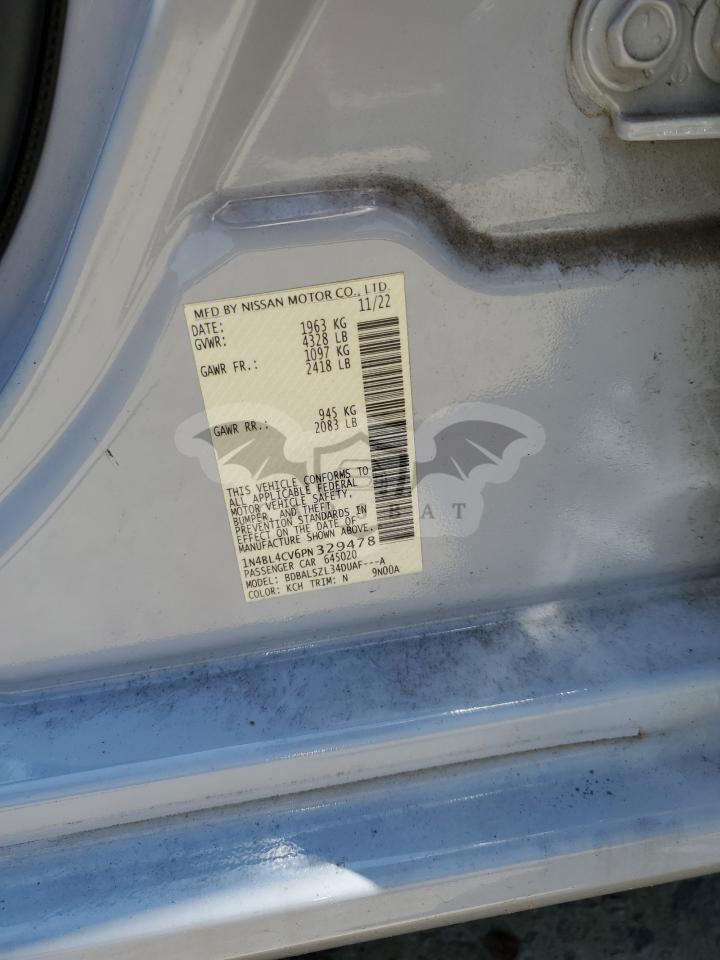 MFD BY NISSAN MOTOR CO., LTD
DATE: 11/22
GVWR: 1963 KG
4328 LB
GAWR FR.: 1097 KG
2418 LB
GAWR RR.: 945 KG
2083 LB
THIS VEHICLE CONFORMS TO
ALL APPLICABLE FEDERAL
MOTOR VEHICLE SAFETY,
BUMPER, AND THEFT
PREVENTION STANDARDS IN
EFFECT ON THE DATE OF
MANUFACTURE SHOWN ABOVE.
1N4BL4CV6PN329478
PASSENGER CAR 645020
MODEL: BDBALSZL34DUAF---A
COLOR: KCH TRIM: N 9N00A